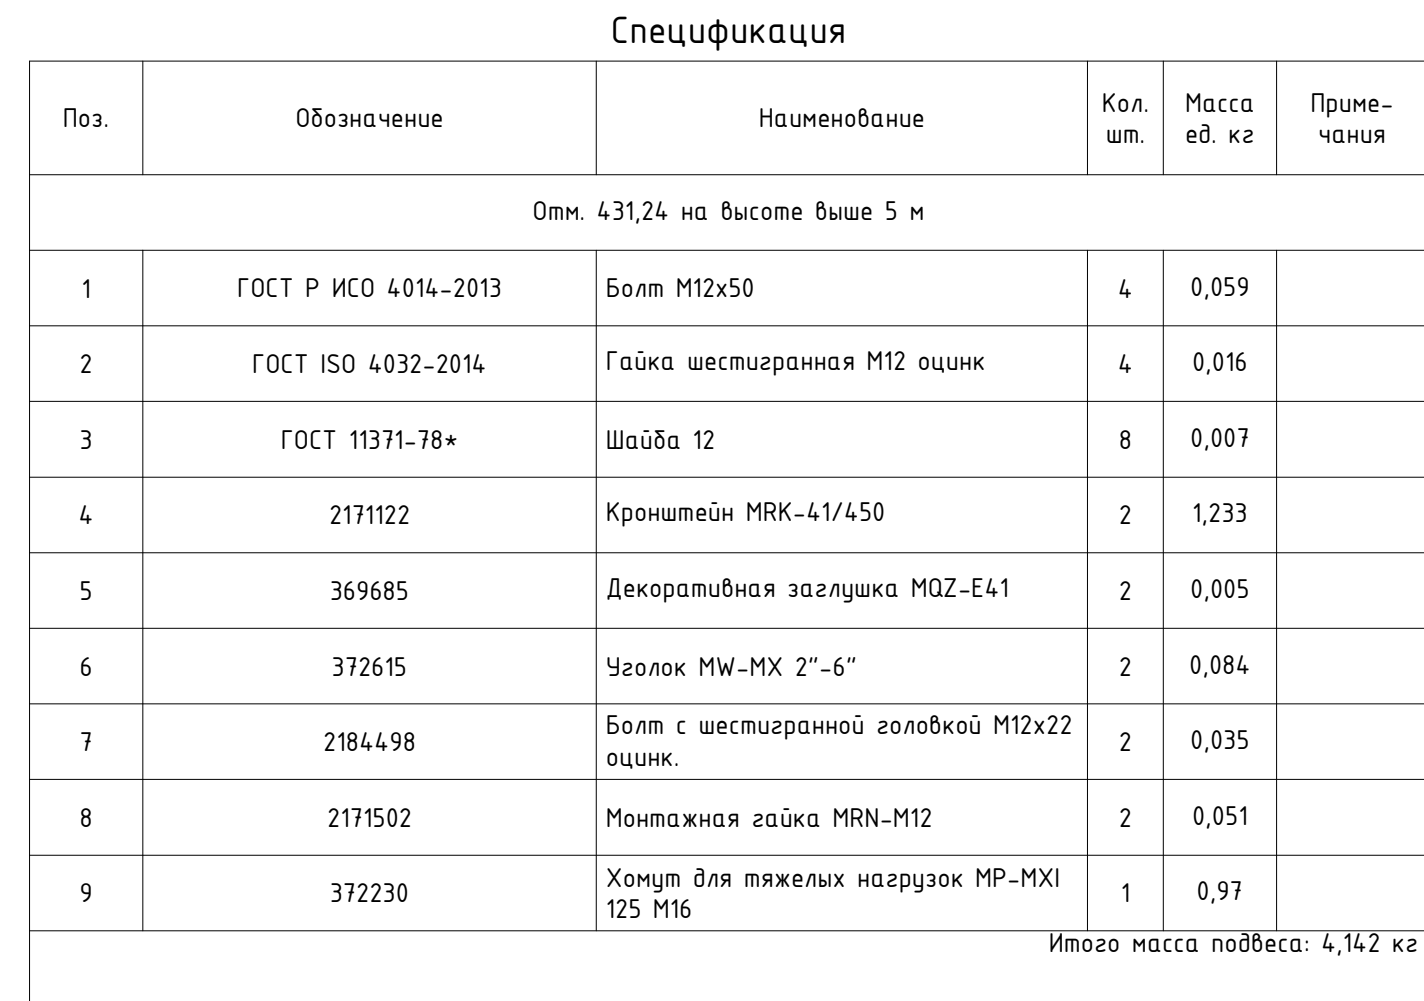 Спецификация
Поз. Обозначение Наименование Кол. шт. Масса ед. кг Приме- чания
Отм. 431,24 на высоте выше 5 м
1 ГОСТ Р ИСО 4014-2013 Болт М12х50 4 0,059
2 ГОСТ ISO 4032-2014 Гайка шестигранная М12 оцинк 4 0,016
3 ГОСТ 11371-78* Шайба 12 8 0,007
4 2171122 Кронштейн MRK-41/450 2 1,233
5 369685 Декоративная заглушка MQZ-E41 2 0,005
6 372615 Уголок MW-MX 2"-6" 2 0,084
7 2184498 Болт с шестигранной головкой М12х22 оцинк. 2 0,035
8 2171502 Монтажная гайка MRN-M12 2 0,051
9 372230 Хомут для тяжелых нагрузок MP-MXI 125 M16 1 0,97
Итого масса подвеса: 4,142 кг